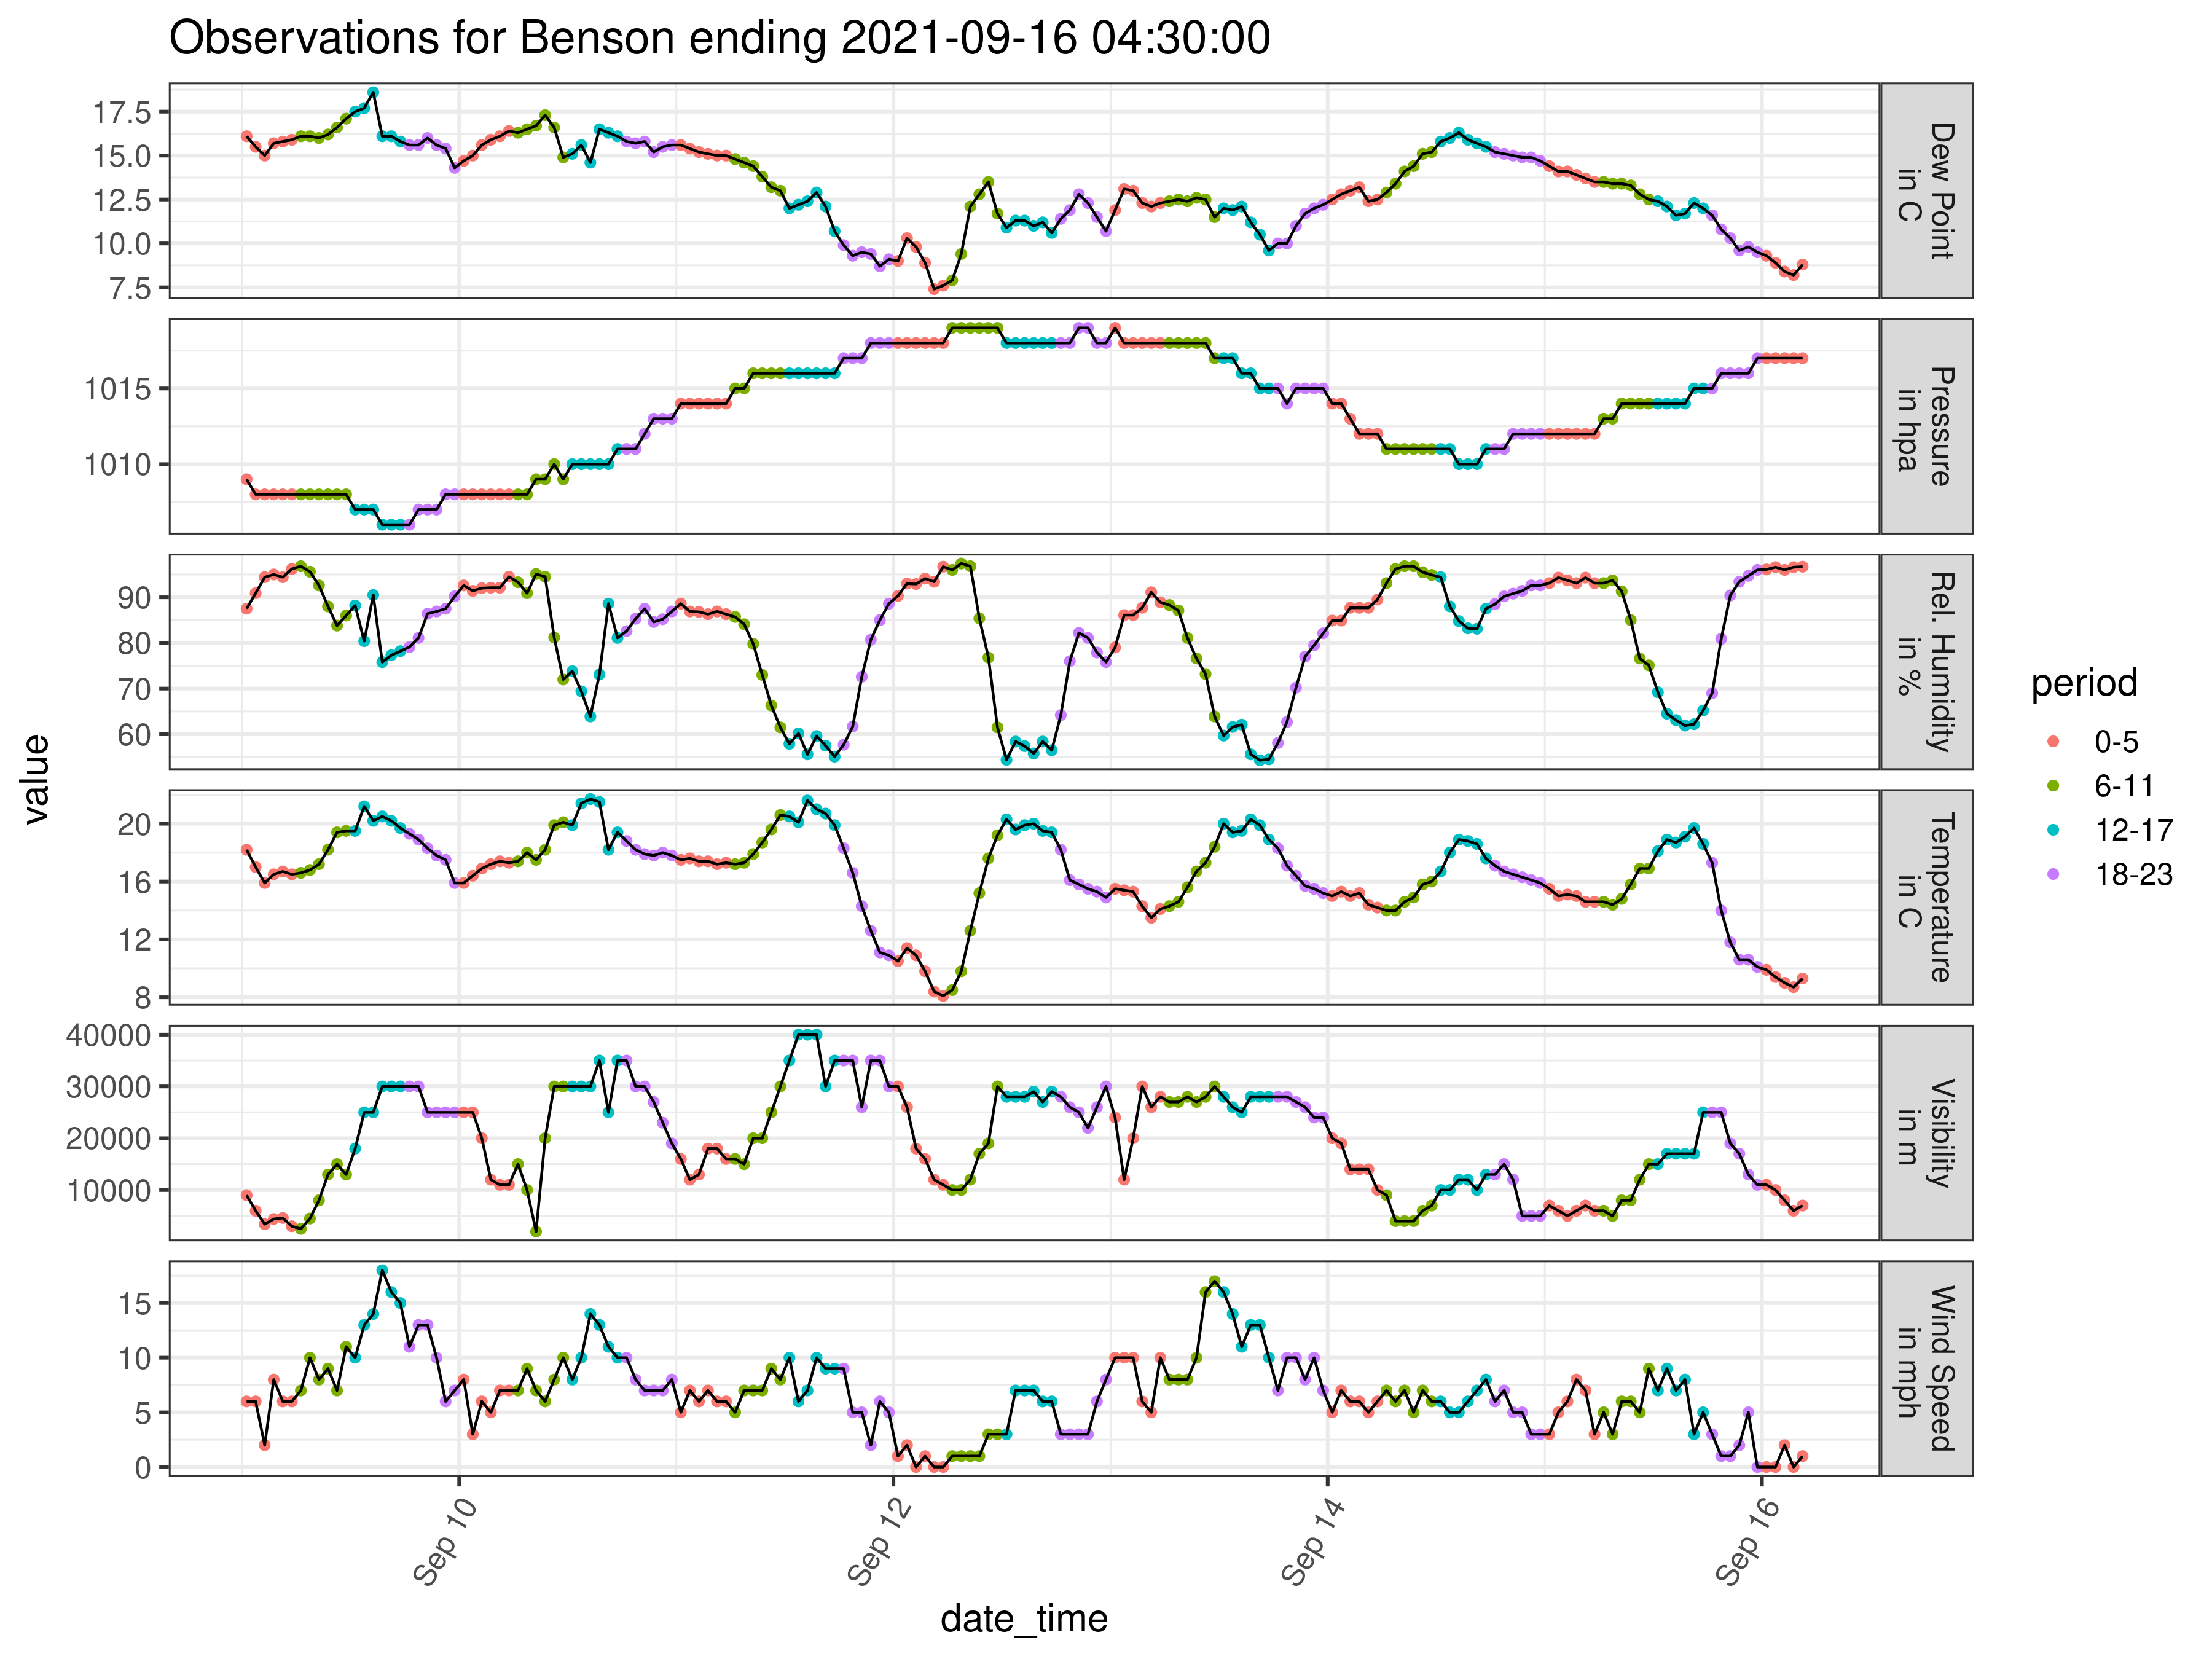 Observations for Benson ending 2021-09-16 04:30:00
value
17.5
15.0
12.5
10.0
7.5
Dew Point
in C
1015
1010
Pressure
in hpa
90
80
70
60
Rel. Humidity
in %
20
16
12
8
Temperature
in C
40000
30000
20000
10000
Visibility
in m
15
10
5
0
Wind Speed
in mph
Sep 10
Sep 12
Sep 14
Sep 16
date_time
period
0-5
6-11
12-17
18-23